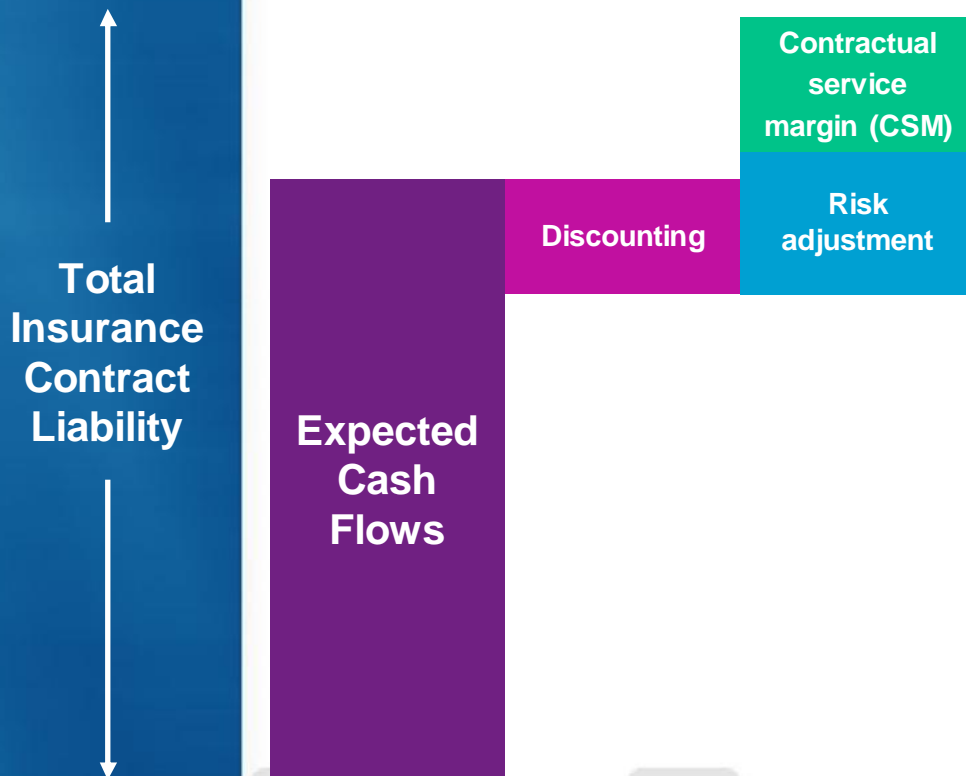 Total
Insurance
Contract
Liability
Expected
Cash
Flows
Discounting
Contractual
service
margin (CSM)
Risk
adjustment